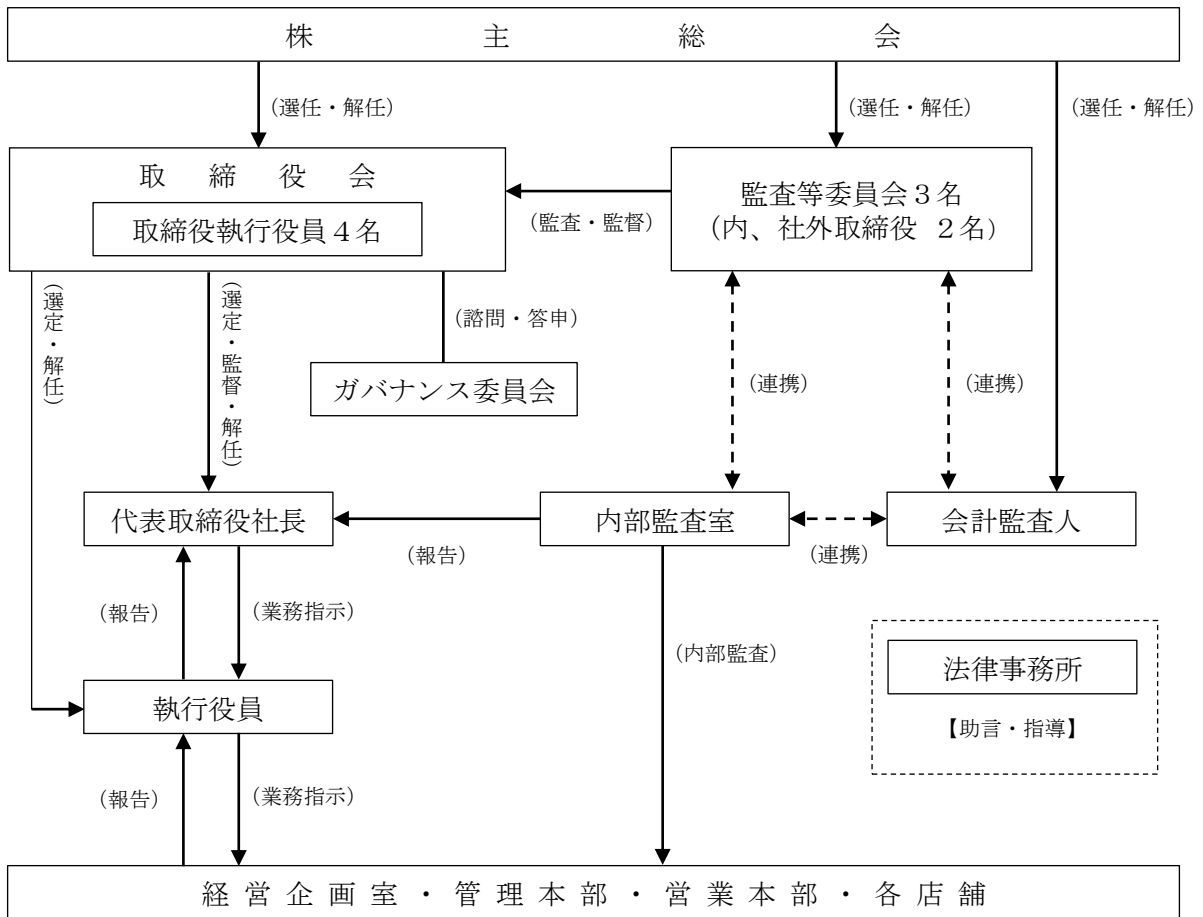 株主総会
（選任・解任）
（選任・解任）
（選任・解任）
取締役会
取締役執行役員４名
監査等委員会３名
（内、社外取締役　２名）
（監査・監督）
（選定・解任）
（選定・監督・解任）
（諮問・答申）
ガバナンス委員会
（連携）
（連携）
代表取締役社長
内部監査室
会計監査人
（報告）
（連携）
（報告）
（業務指示）
（内部監査）
法律事務所
【助言・指導】
執行役員
（報告）
（業務指示）
経営企画室・管理本部・営業本部・各店舗